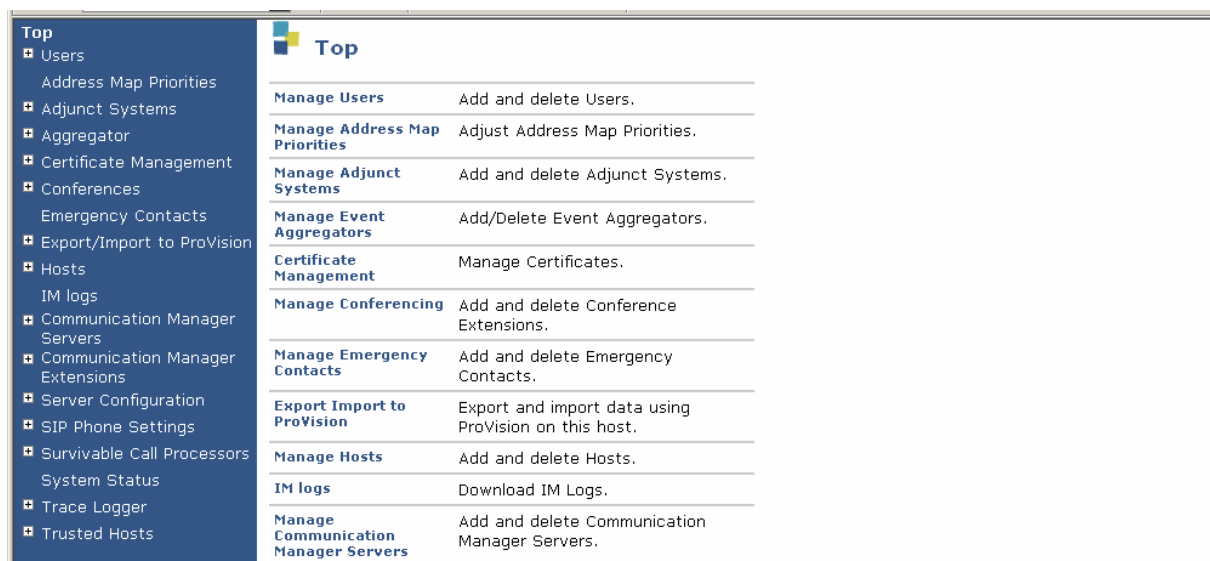 Top
Users
Address Map Priorities
Adjunct Systems
Aggregator
Certificate Management
Conferences
Emergency Contacts
Export/Import to ProVision
Hosts
IM logs
Communication Manager
Servers
Communication Manager
Extensions
Server Configuration
SIP Phone Settings
Survivable Call Processors
System Status
Trace Logger
Trusted Hosts
Top
Manage Users
Add and delete Users.
Manage Address Map
Priorities
Adjust Address Map Priorities.
Manage Adjunct
Systems
Add and delete Adjunct Systems.
Manage Event
Aggregators
Add/Delete Event Aggregators.
Certificate
Management
Manage Certificates.
Manage Conferencing
Add and delete Conference
Extensions.
Manage Emergency
Contacts
Add and delete Emergency
Contacts.
Export Import to
ProVision
Export and import data using
ProVision on this host.
Manage Hosts
Add and delete Hosts.
IM logs
Download IM Logs.
Manage
Communication
Manager Servers
Add and delete Communication
Manager Servers.